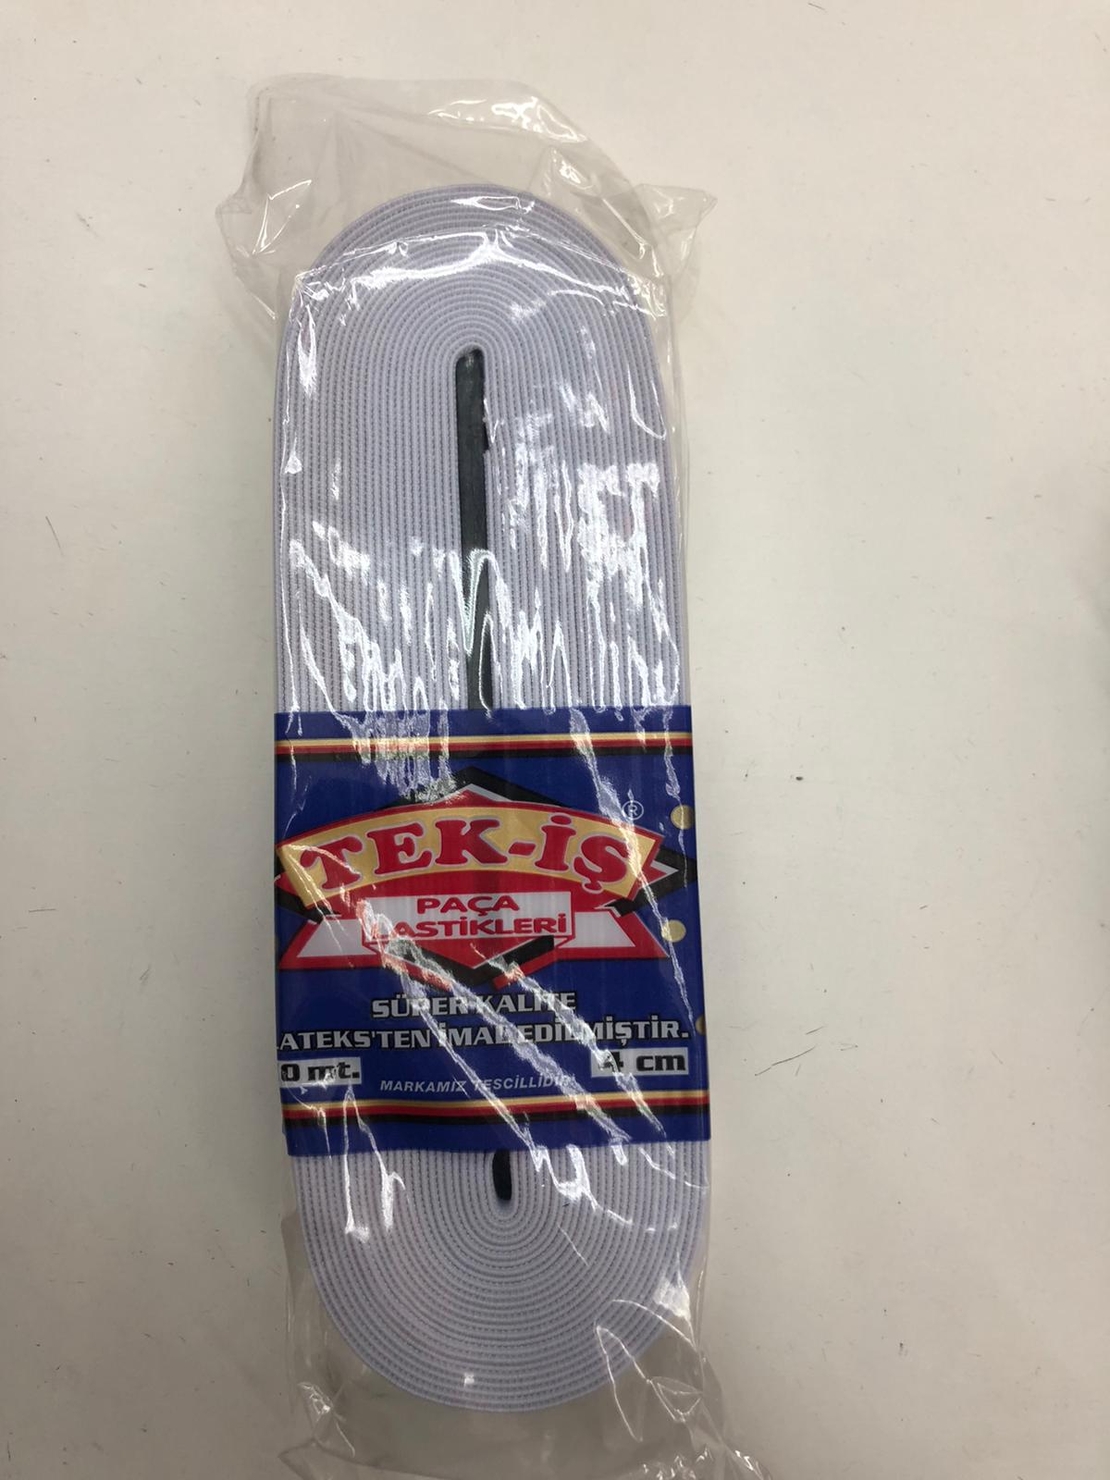 TEK-İŞ ®
PAÇA
LASTİKLERİ
SÜPER KALİTE
LATEKS'TEN İMAL EDİLMİŞTİR.
0 mt. 4 cm
MARKAMIZ TESCİLLİDİR